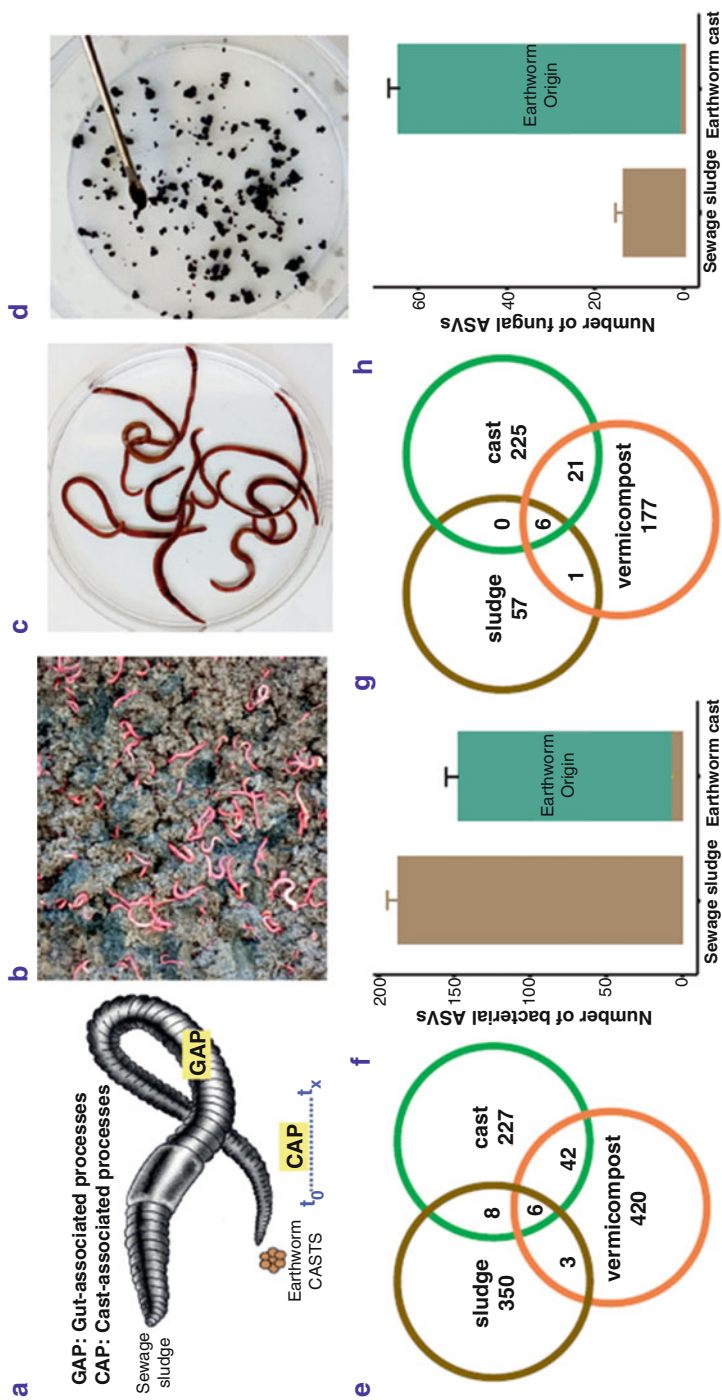 a
GAP: Gut-associated processes
CAP: Cast-associated processes
Sewage
sludge
GAP
CAP
t0
tx
Earthworm
CASTS
b
c
d
e
sludge
350
cast
227
8
6
3
42
vermicompost
420
f
Number of bacterial ASVs
200
150
100
50
0
Earthworm
Origin
Sewage sludge
Earthworm cast
g
sludge
57
cast
225
0
6
1
21
vermicompost
177
h
Number of fungal ASVs
60
40
20
0
Earthworm
Origin
Sewage sludge
Earthworm cast